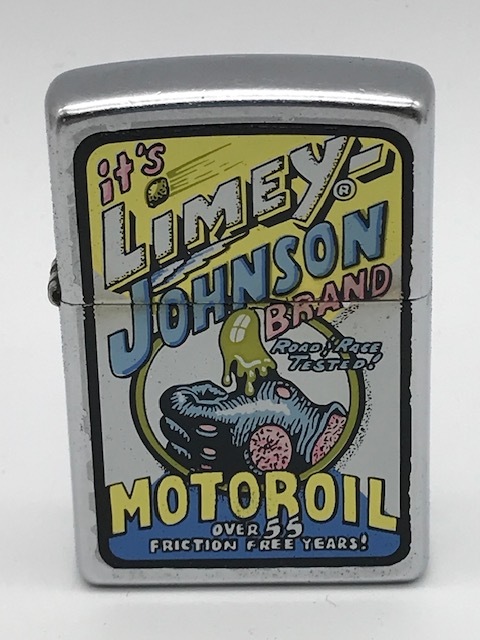 it's
LIMEY-
®
JOHNSON
BRAND
ROAD/RACE
TESTED!
MOTOROIL
OVER 55
FRICTION FREE YEARS!